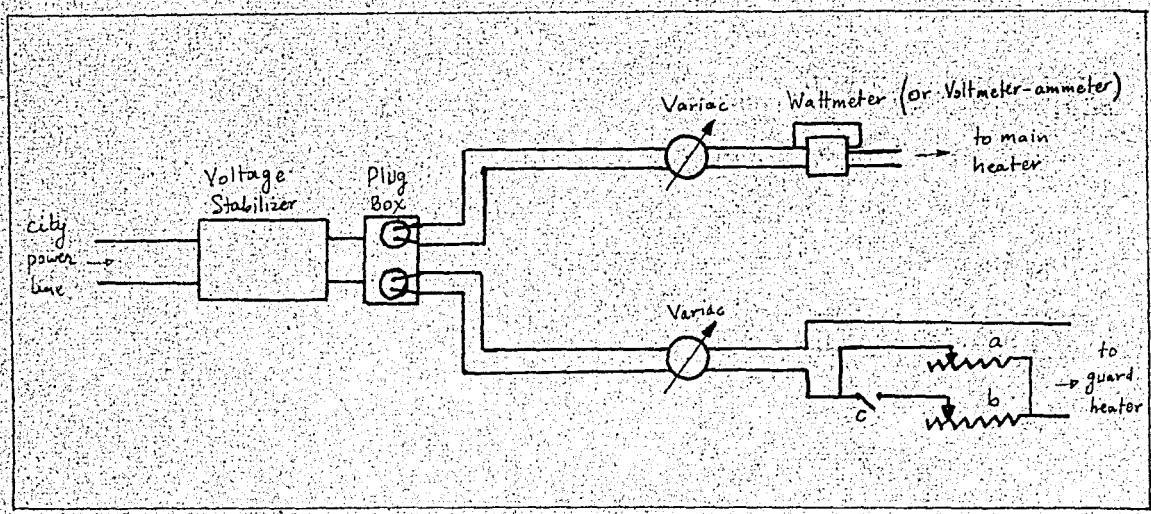 Variac
Wattmeter (or Voltmeter-ammeter)
to main
heater
Voltage
Stabilizer
Plug
Box
city
power
line
Variac
a
b
c
to
guard
heater